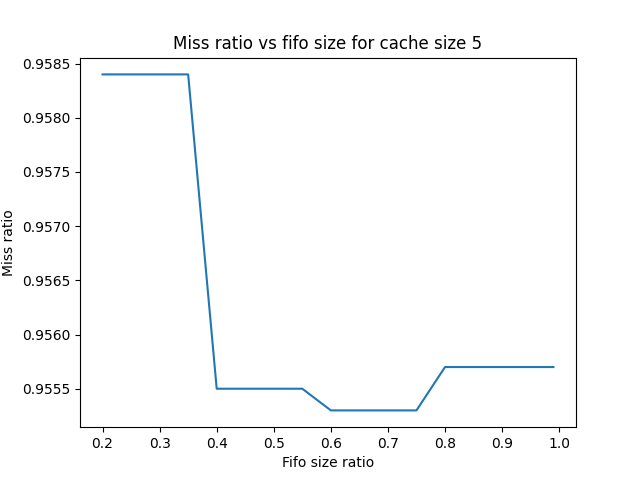 Miss ratio vs fifo size for cache size 5
0.9585
0.9580
0.9575
0.9570
0.9565
0.9560
0.9555
Miss ratio
0.2 0.3 0.4 0.5 0.6 0.7 0.8 0.9 1.0
Fifo size ratio